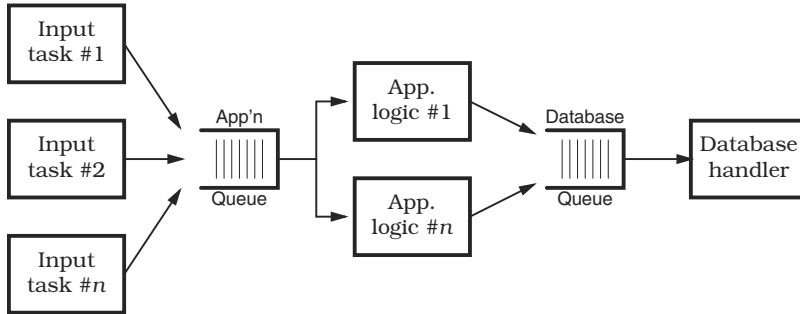 Input
task #1
Input
task #2
Input
task #n
App'n
Queue
App.
logic #1
App.
logic #n
Database
Queue
Database
handler